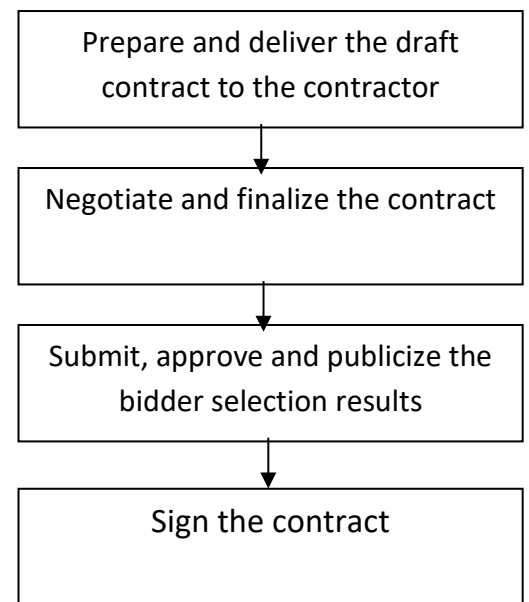 Prepare and deliver the draft
contract to the contractor
Negotiate and finalize the contract
Submit, approve and publicize the
bidder selection results
Sign the contract